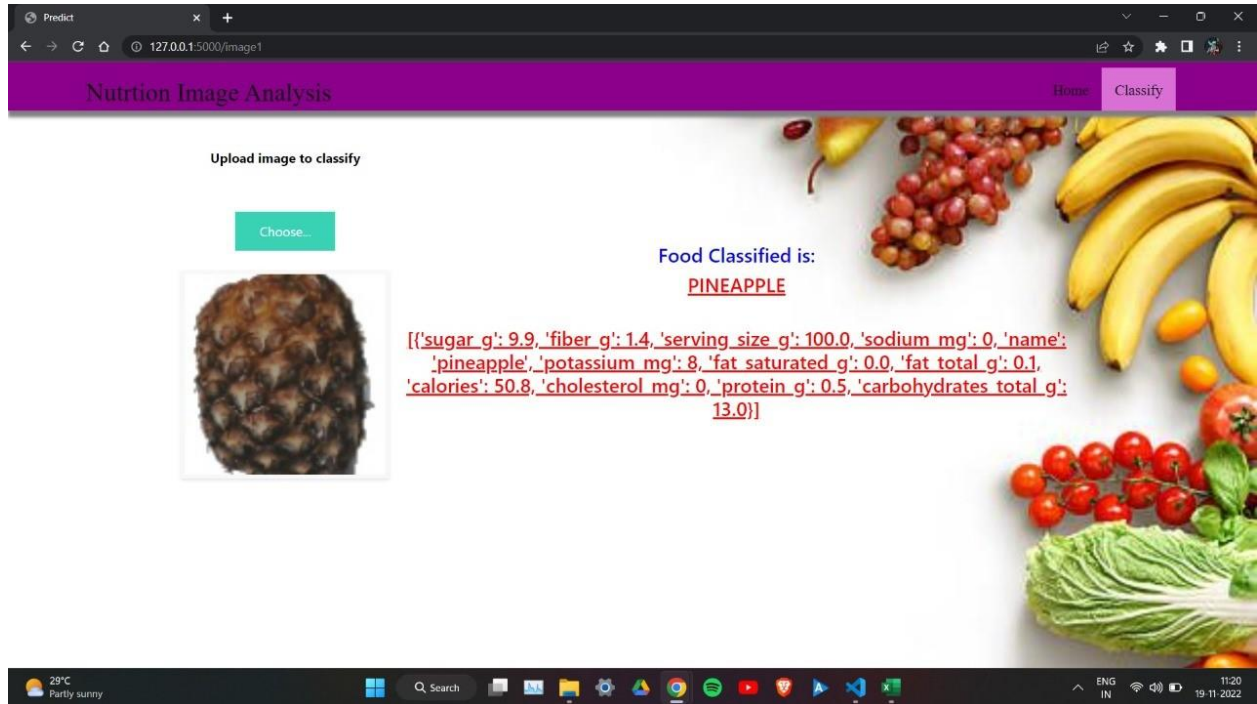 Predict
127.0.0.1:5000/image1
Nutrtion Image Analysis
Home
Classify
Upload image to classify
Choose...
Food Classified is:
PINEAPPLE
[{'sugar_g': 9.9, 'fiber_g': 1.4, 'serving_size_g': 100.0, 'sodium_mg': 0, 'name':
'pineapple', 'potassium_mg': 8, 'fat_saturated_g': 0.0, 'fat_total_g': 0.1,
'calories': 50.8, 'cholesterol_mg': 0, 'protein_g': 0.5, 'carbohydrates_total_g':
13.0}]
29°C
Partly sunny
Search
ENG
IN
11:20
19-11-2022